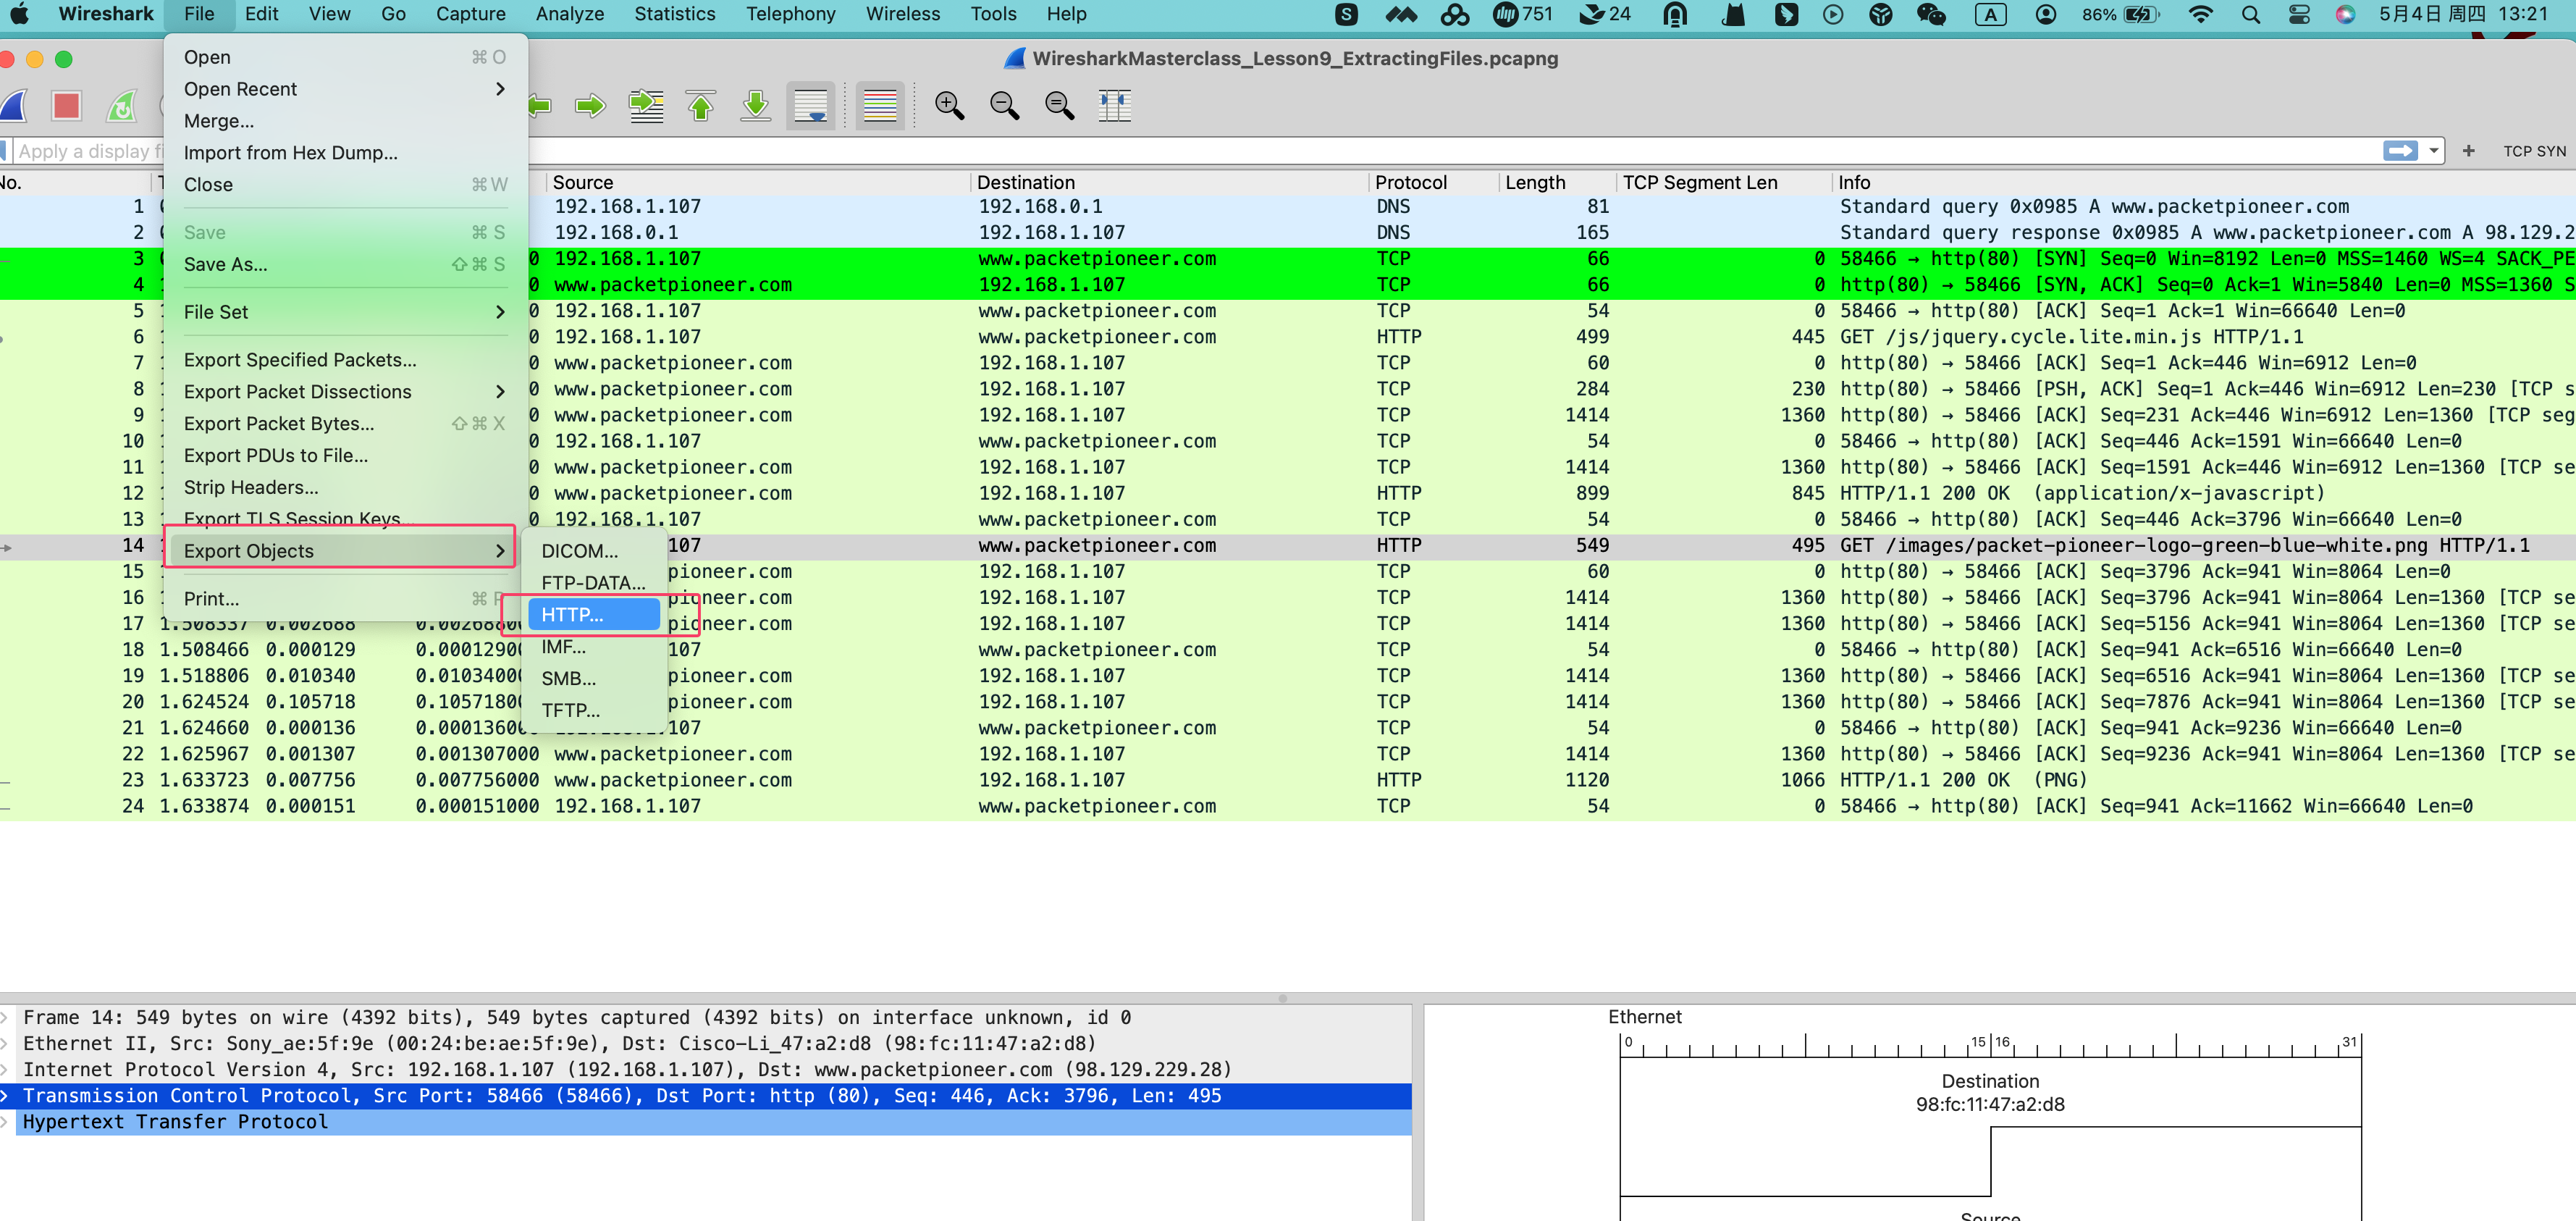 Wireshark File Edit View Go Capture Analyze Statistics Telephony Wireless Tools Help 751 24 A 86% 5月4日 周四 13:21
WiresharkMasterclass_Lesson9_ExtractingFiles.pcapng
Open ⌘ O
Open Recent
Merge...
Import from Hex Dump...
Close ⌘ W
Save ⌘ S
Save As... ⇧ ⌘ S
File Set
Export Specified Packets...
Export Packet Dissections
Export Packet Bytes... ⇧ ⌘ X
Export PDUs to File...
Strip Headers...
Export TLS Session Keys...
Export Objects
Print... ⌘ P
DICOM...
FTP-DATA...
HTTP...
IMF...
SMB...
TFTP...
Apply a display TCP SYN
No. Source Destination Protocol Length TCP Segment Len Info
1 192.168.1.107 192.168.0.1 DNS 81 Standard query 0x0985 A www.packetpioneer.com
2 192.168.0.1 192.168.1.107 DNS 165 Standard query response 0x0985 A www.packetpioneer.com A 98.129.2
3 0 192.168.1.107 www.packetpioneer.com TCP 66 0 58466 → http(80) [SYN] Seq=0 Win=8192 Len=0 MSS=1460 WS=4 SACK_PE
4 0 www.packetpioneer.com 192.168.1.107 TCP 66 0 http(80) → 58466 [SYN, ACK] Seq=0 Ack=1 Win=5840 Len=0 MSS=1360 S
5 0 192.168.1.107 www.packetpioneer.com TCP 54 0 58466 → http(80) [ACK] Seq=1 Ack=1 Win=66640 Len=0
6 0 192.168.1.107 www.packetpioneer.com HTTP 499 445 GET /js/jquery.cycle.lite.min.js HTTP/1.1
7 0 www.packetpioneer.com 192.168.1.107 TCP 60 0 http(80) → 58466 [ACK] Seq=1 Ack=446 Win=6912 Len=0
8 0 www.packetpioneer.com 192.168.1.107 TCP 284 230 http(80) → 58466 [PSH, ACK] Seq=1 Ack=446 Win=6912 Len=230 [TCP s
9 0 www.packetpioneer.com 192.168.1.107 TCP 1414 1360 http(80) → 58466 [ACK] Seq=231 Ack=446 Win=6912 Len=1360 [TCP seg
10 0 192.168.1.107 www.packetpioneer.com TCP 54 0 58466 → http(80) [ACK] Seq=446 Ack=1591 Win=66640 Len=0
11 0 www.packetpioneer.com 192.168.1.107 TCP 1414 1360 http(80) → 58466 [ACK] Seq=1591 Ack=446 Win=6912 Len=1360 [TCP se
12 0 www.packetpioneer.com 192.168.1.107 HTTP 899 845 HTTP/1.1 200 OK (application/x-javascript)
13 0 192.168.1.107 www.packetpioneer.com TCP 54 0 58466 → http(80) [ACK] Seq=446 Ack=3796 Win=66640 Len=0
14 107 www.packetpioneer.com HTTP 549 495 GET /images/packet-pioneer-logo-green-blue-white.png HTTP/1.1
15 pioneer.com 192.168.1.107 TCP 60 0 http(80) → 58466 [ACK] Seq=3796 Ack=941 Win=8064 Len=0
16 pioneer.com 192.168.1.107 TCP 1414 1360 http(80) → 58466 [ACK] Seq=3796 Ack=941 Win=8064 Len=1360 [TCP se
17 1.508337 0.002688 0.00268800 pioneer.com 192.168.1.107 TCP 1414 1360 http(80) → 58466 [ACK] Seq=5156 Ack=941 Win=8064 Len=1360 [TCP se
18 1.508466 0.000129 0.00012900 107 www.packetpioneer.com TCP 54 0 58466 → http(80) [ACK] Seq=941 Ack=6516 Win=66640 Len=0
19 1.518806 0.010340 0.01034000 pioneer.com 192.168.1.107 TCP 1414 1360 http(80) → 58466 [ACK] Seq=6516 Ack=941 Win=8064 Len=1360 [TCP se
20 1.624524 0.105718 0.10571800 pioneer.com 192.168.1.107 TCP 1414 1360 http(80) → 58466 [ACK] Seq=7876 Ack=941 Win=8064 Len=1360 [TCP se
21 1.624660 0.000136 0.00013600 107 www.packetpioneer.com TCP 54 0 58466 → http(80) [ACK] Seq=941 Ack=9236 Win=66640 Len=0
22 1.625967 0.001307 0.001307000 www.packetpioneer.com 192.168.1.107 TCP 1414 1360 http(80) → 58466 [ACK] Seq=9236 Ack=941 Win=8064 Len=1360 [TCP se
23 1.633723 0.007756 0.007756000 www.packetpioneer.com 192.168.1.107 HTTP 1120 1066 HTTP/1.1 200 OK (PNG)
24 1.633874 0.000151 0.000151000 192.168.1.107 www.packetpioneer.com TCP 54 0 58466 → http(80) [ACK] Seq=941 Ack=11662 Win=66640 Len=0
Frame 14: 549 bytes on wire (4392 bits), 549 bytes captured (4392 bits) on interface unknown, id 0
Ethernet II, Src: Sony_ae:5f:9e (00:24:be:ae:5f:9e), Dst: Cisco-Li_47:a2:d8 (98:fc:11:47:a2:d8)
Internet Protocol Version 4, Src: 192.168.1.107 (192.168.1.107), Dst: www.packetpioneer.com (98.129.229.28)
Transmission Control Protocol, Src Port: 58466 (58466), Dst Port: http (80), Seq: 446, Ack: 3796, Len: 495
Hypertext Transfer Protocol
Ethernet
0 15 16 31
Destination
98:fc:11:47:a2:d8
Source